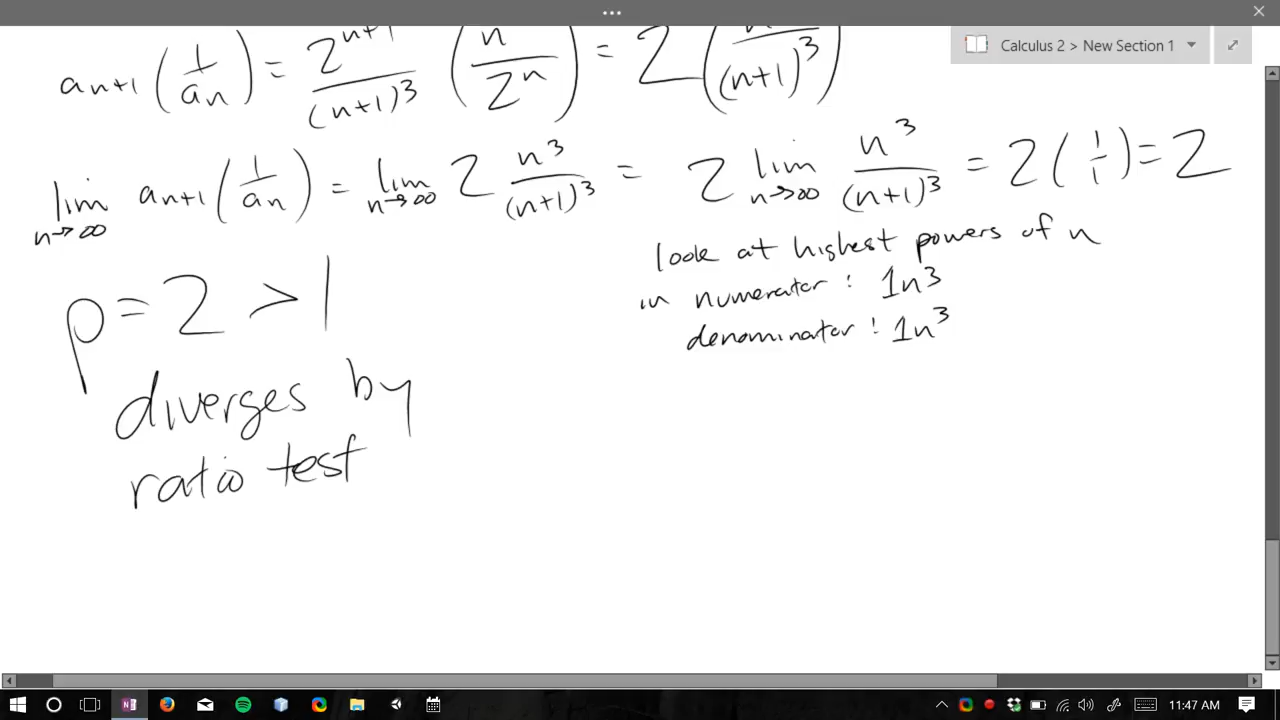 Calculus 2 > New Section 1
an+1 (1/an) = 2^(n+1)/(n+1)^3 (n/2^n) = 2 (/(n+1)^3)
lim n→∞ an+1 (1/an) = lim n→∞ 2 n^3/(n+1)^3 = 2 lim n→∞ n^3/(n+1)^3 = 2(1/1) = 2
look at highest powers of n
in numerator: 1n^3
denominator: 1n^3
ρ = 2 > 1
diverges by
ratio test
11:47 AM